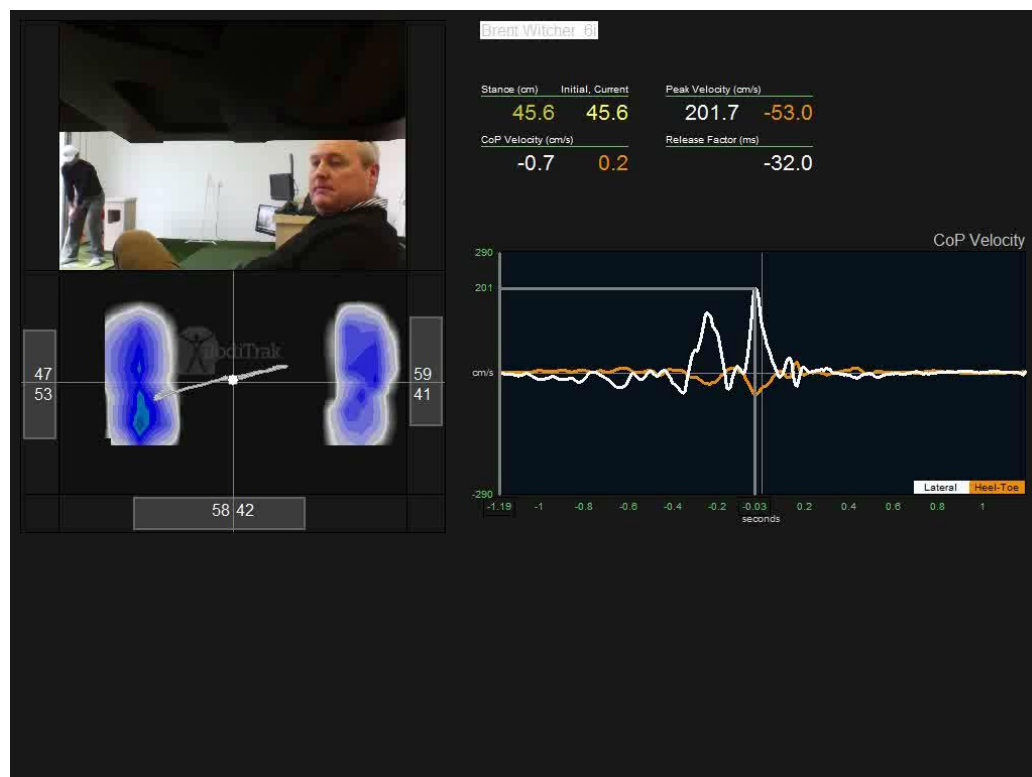 Brent Witcher 6i
Stance (cm) Initial, Current
45.6 45.6
Peak Velocity (cm/s)
201.7 -53.0
CoP Velocity (cm/s)
-0.7 0.2
Release Factor (ms)
-32.0
BodiTrak
47
53
59
41
58 42
CoP Velocity
290
201
cm/s
-290
Lateral Heel-Toe
-1.19 -1 -0.8 -0.6 -0.4 -0.2 -0.03 0.2 0.4 0.6 0.8 1
seconds